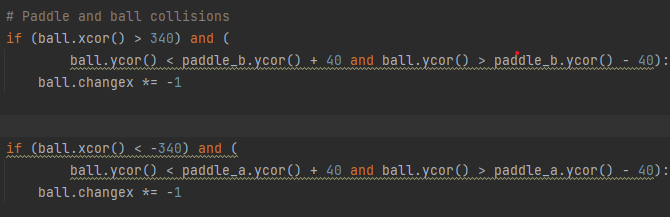 # Paddle and ball collisions
if (ball.xcor() > 340) and (
        ball.ycor() < paddle_b.ycor() + 40 and ball.ycor() > paddle_b.ycor() - 40):
    ball.changex *= -1
if (ball.xcor() < -340) and (
        ball.ycor() < paddle_a.ycor() + 40 and ball.ycor() > paddle_a.ycor() - 40):
    ball.changex *= -1